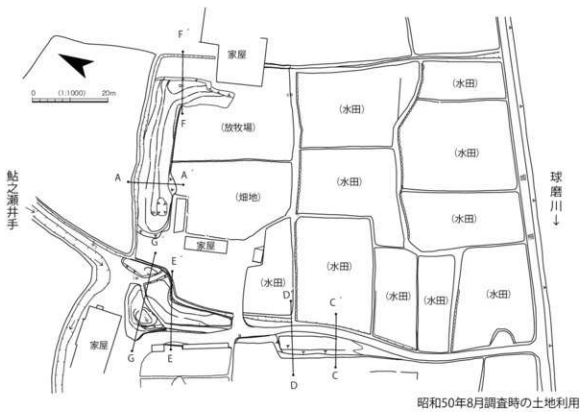 F´
家屋
0 (1:1000) 20m
F
(放牧場)
(水田)
(水田)
(水田)
A
A´
(畑地)
(水田)
鮎之瀬井手
球磨川→
G´
E´
家屋
(水田)
(水田)
(水田)
(水田)
(水田)
(水田)
D´
C´
家屋
G
E
D
C
昭和50年8月調査時の土地利用